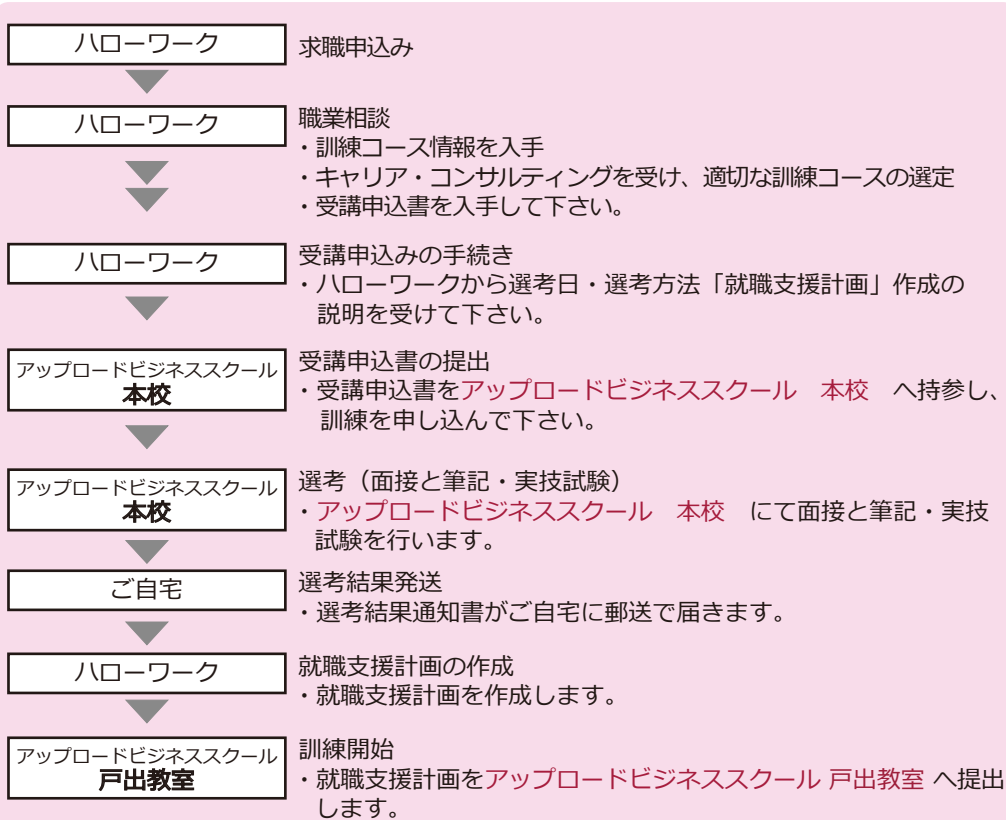 ハローワーク
求職申込み
ハローワーク
職業相談
・訓練コース情報を入手
・キャリア・コンサルティングを受け、適切な訓練コースの選定
・受講申込書を入手して下さい。
ハローワーク
受講申込みの手続き
・ハローワークから選考日・選考方法「就職支援計画」作成の
説明を受けて下さい。
アップロードビジネススクール
本校
受講申込書の提出
・受講申込書をアップロードビジネススクール　本校　へ持参し、
訓練を申し込んで下さい。
アップロードビジネススクール
本校
選考（面接と筆記・実技試験）
・アップロードビジネススクール　本校　にて面接と筆記・実技
試験を行います。
ご自宅
選考結果発送
・選考結果通知書がご自宅に郵送で届きます。
ハローワーク
就職支援計画の作成
・就職支援計画を作成します。
アップロードビジネススクール
戸出教室
訓練開始
・就職支援計画をアップロードビジネススクール 戸出教室 へ提出
します。